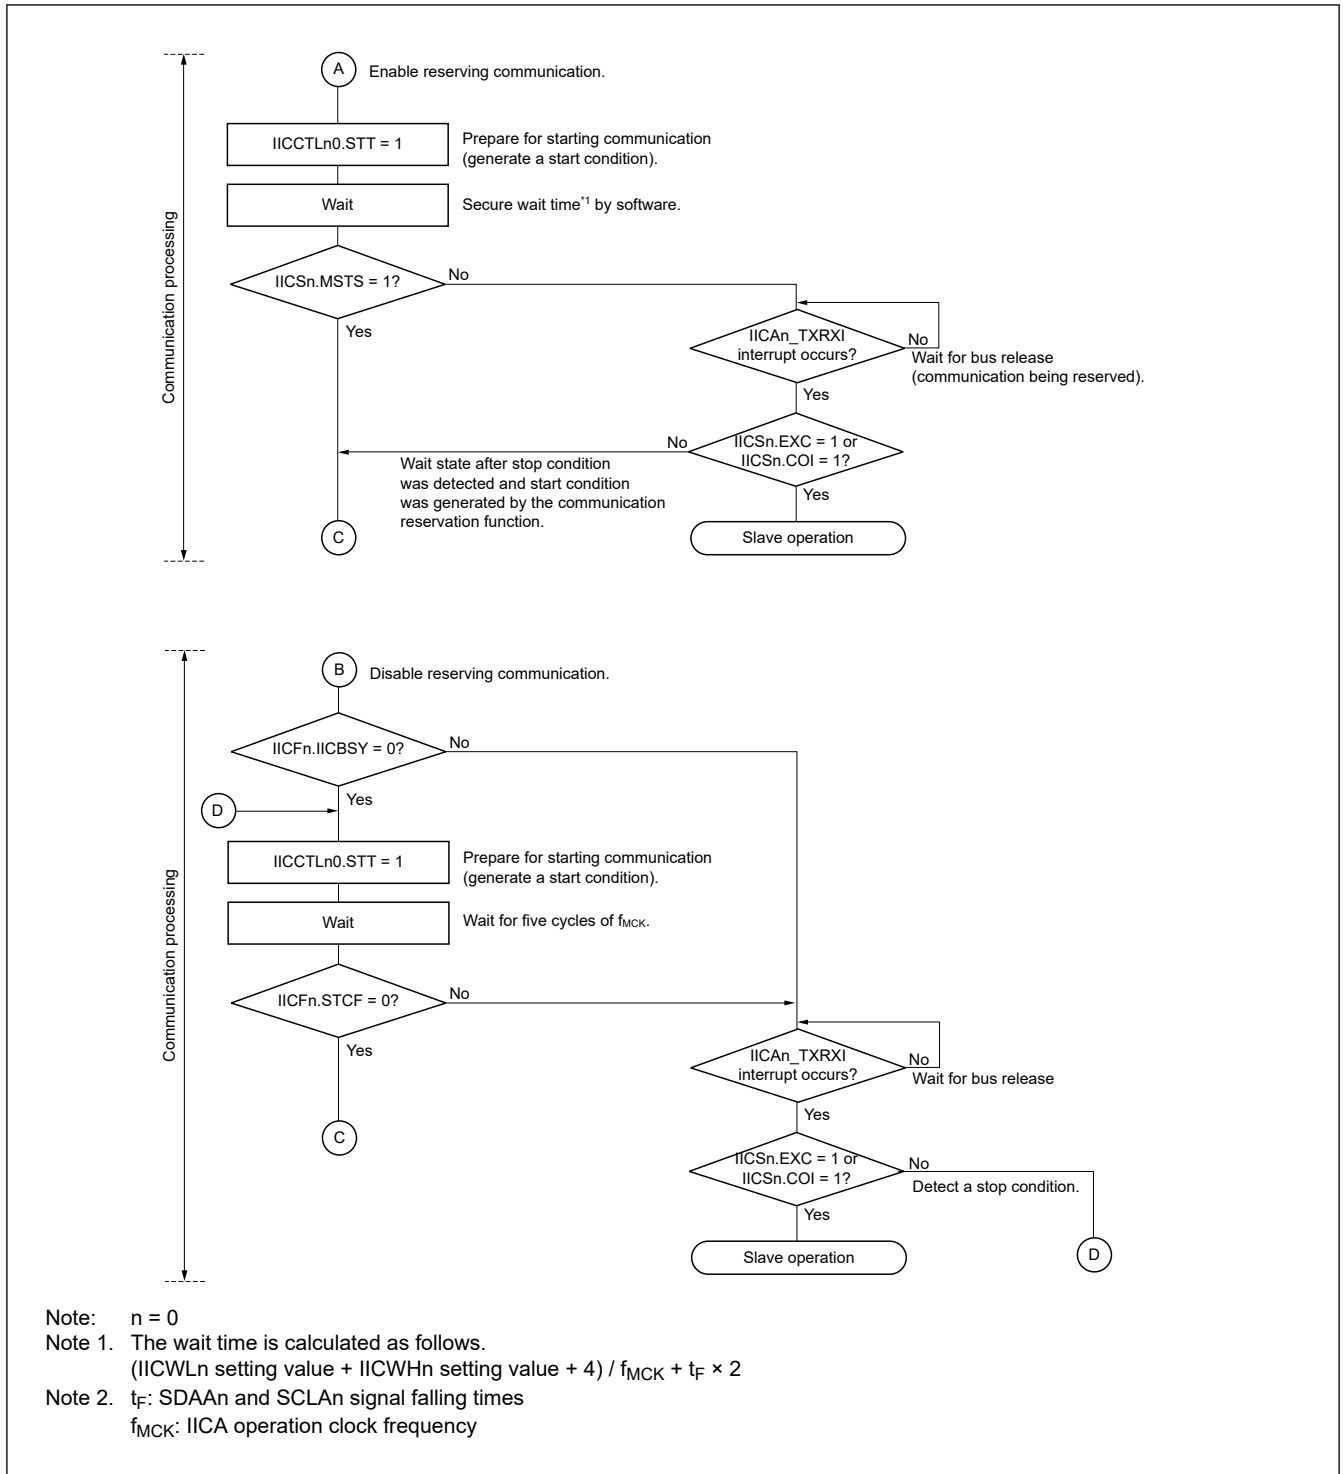 A
Enable reserving communication.
IICCTLn0.STT = 1
Prepare for starting communication
(generate a start condition).
Wait
Secure wait time*1 by software.
IICSn.MSTS = 1?
No
Yes
IICAn_TXRXI
interrupt occurs?
No
Wait for bus release
(communication being reserved).
Yes
IICSn.EXC = 1 or
IICSn.COI = 1?
No
Wait state after stop condition
was detected and start condition
was generated by the communication
reservation function.
Yes
C
Slave operation
Communication processing
B
Disable reserving communication.
IICFn.IICBSY = 0?
No
Yes
D
IICCTLn0.STT = 1
Prepare for starting communication
(generate a start condition).
Wait
Wait for five cycles of fMCK.
IICFn.STCF = 0?
No
Yes
IICAn_TXRXI
interrupt occurs?
No
Wait for bus release
Yes
C
IICSn.EXC = 1 or
IICSn.COI = 1?
No
Detect a stop condition.
Yes
Slave operation
D
Communication processing
Note: n = 0
Note 1. The wait time is calculated as follows.
(IICWLn setting value + IICWHn setting value + 4) / fMCK + tF × 2
Note 2. tF: SDAAn and SCLAn signal falling times
fMCK: IICA operation clock frequency